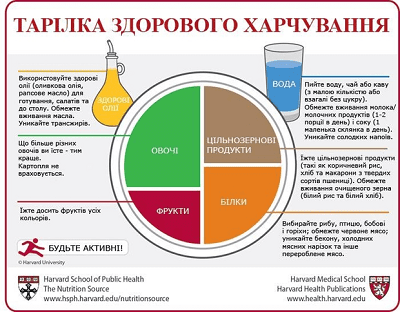 ТАРІЛКА ЗДОРОВОГО ХАРЧУВАННЯ
Використовуйте здорові
олії (оливкова олія,
рапсове масло) для
готування, салатів та
до столу. Обмежте
вживання масла.
Уникайте трансжирів.
ЗДОРОВІ
ОЛІЇ
ВОДА
Пийте воду, чай або каву
(з малою кількістю або
взагалі без цукру).
Обмежте вживання молока/
молочних продуктів (1-2
порції в день) і соку (1
маленька склянка в день).
Уникайте солодких напоїв.
Що більше різних
овочів ви їсте - тим
краще.
Картопля не
враховується.
ОВОЧІ
ЦІЛЬНОЗЕРНОВІ
ПРОДУКТИ
Їжте цільнозернові продукти
(такі як коричневий рис,
хліб та макарони з твердих
сортів пшениці). Обмежте
вживання очищеного зерна
(білий рис та білий хліб).
Їжте досить фруктів усіх
кольорів.
ФРУКТИ
БІЛКИ
Вибирайте рибу, птицю, бобові
і горіхи; обмежте червоне мясо;
уникайте бекону, холодних
мясних нарізок та інше
перероблене мясо.
БУДЬТЕ АКТИВНІ!
© Harvard University
Harvard School of Public Health
The Nutrition Source
www.hsph.harvard.edu/nutritionsource
Harvard Medical School
Harvard Health Publications
www.health.harvard.edu